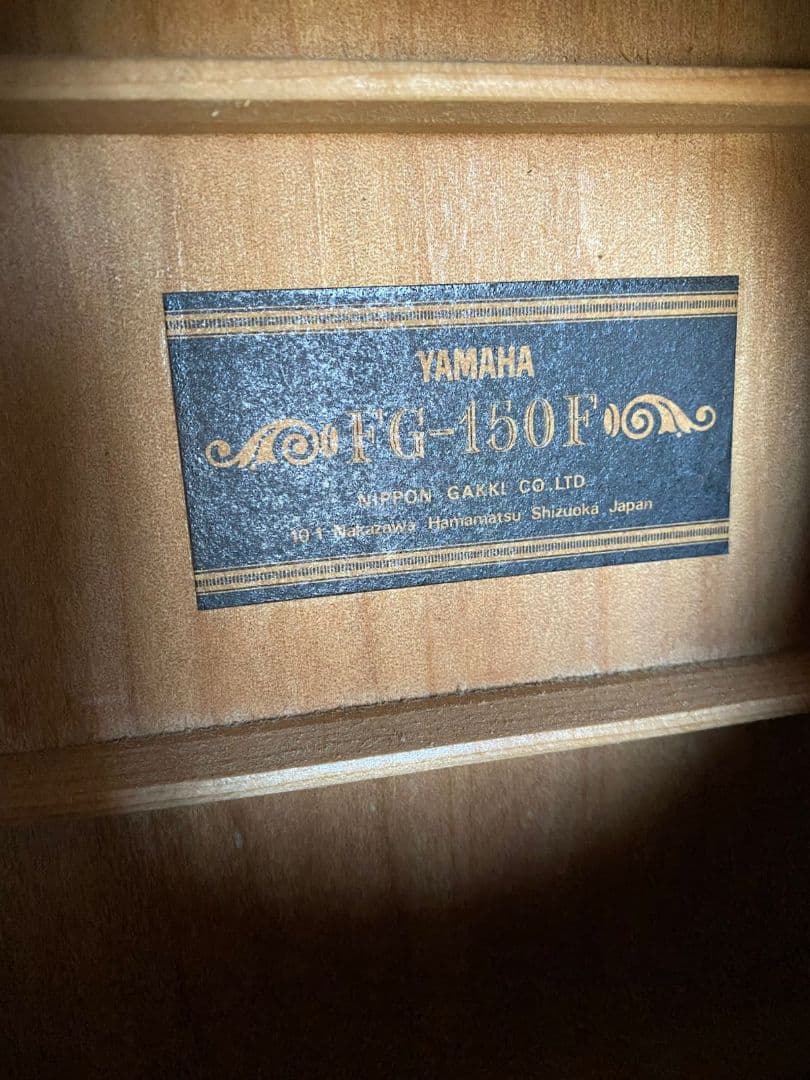 YAMAHA
FG-150F
NIPPON GAKKI CO.LTD
10 1 Nakazawa Hamamatsu Shizuoka Japan